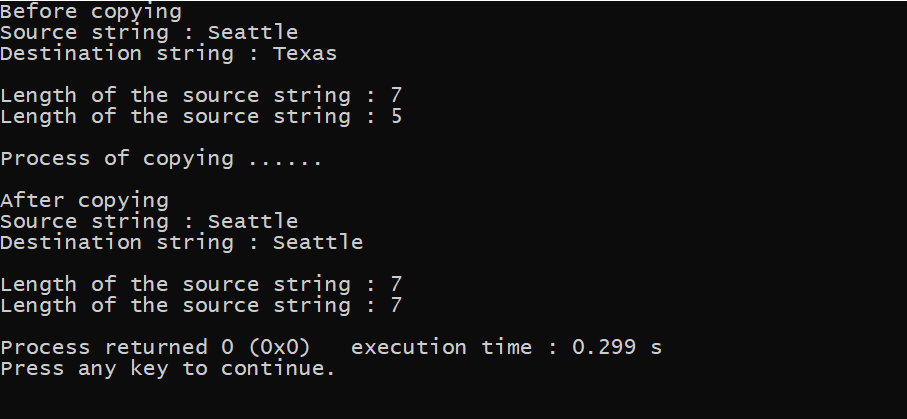 Before copying
Source string : Seattle
Destination string : Texas
Length of the source string : 7
Length of the source string : 5
Process of copying ......
After copying
Source string : Seattle
Destination string : Seattle
Length of the source string : 7
Length of the source string : 7
Process returned 0 (0x0)   execution time : 0.299 s
Press any key to continue.